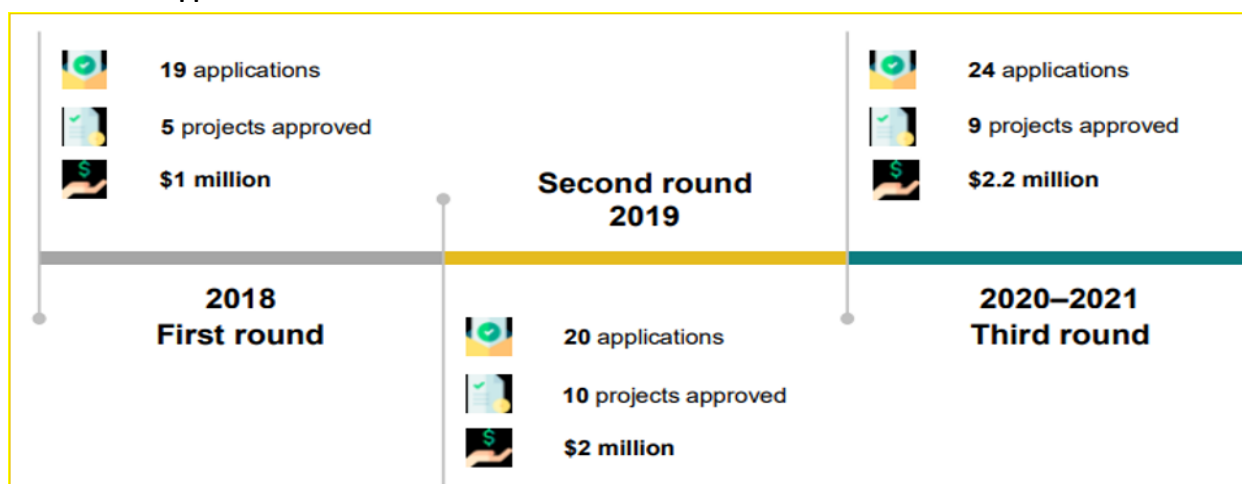 19 applications
5 projects approved
$1 million
2018
First round
Second round
2019
20 applications
10 projects approved
$2 million
24 applications
9 projects approved
$2.2 million
2020–2021
Third round